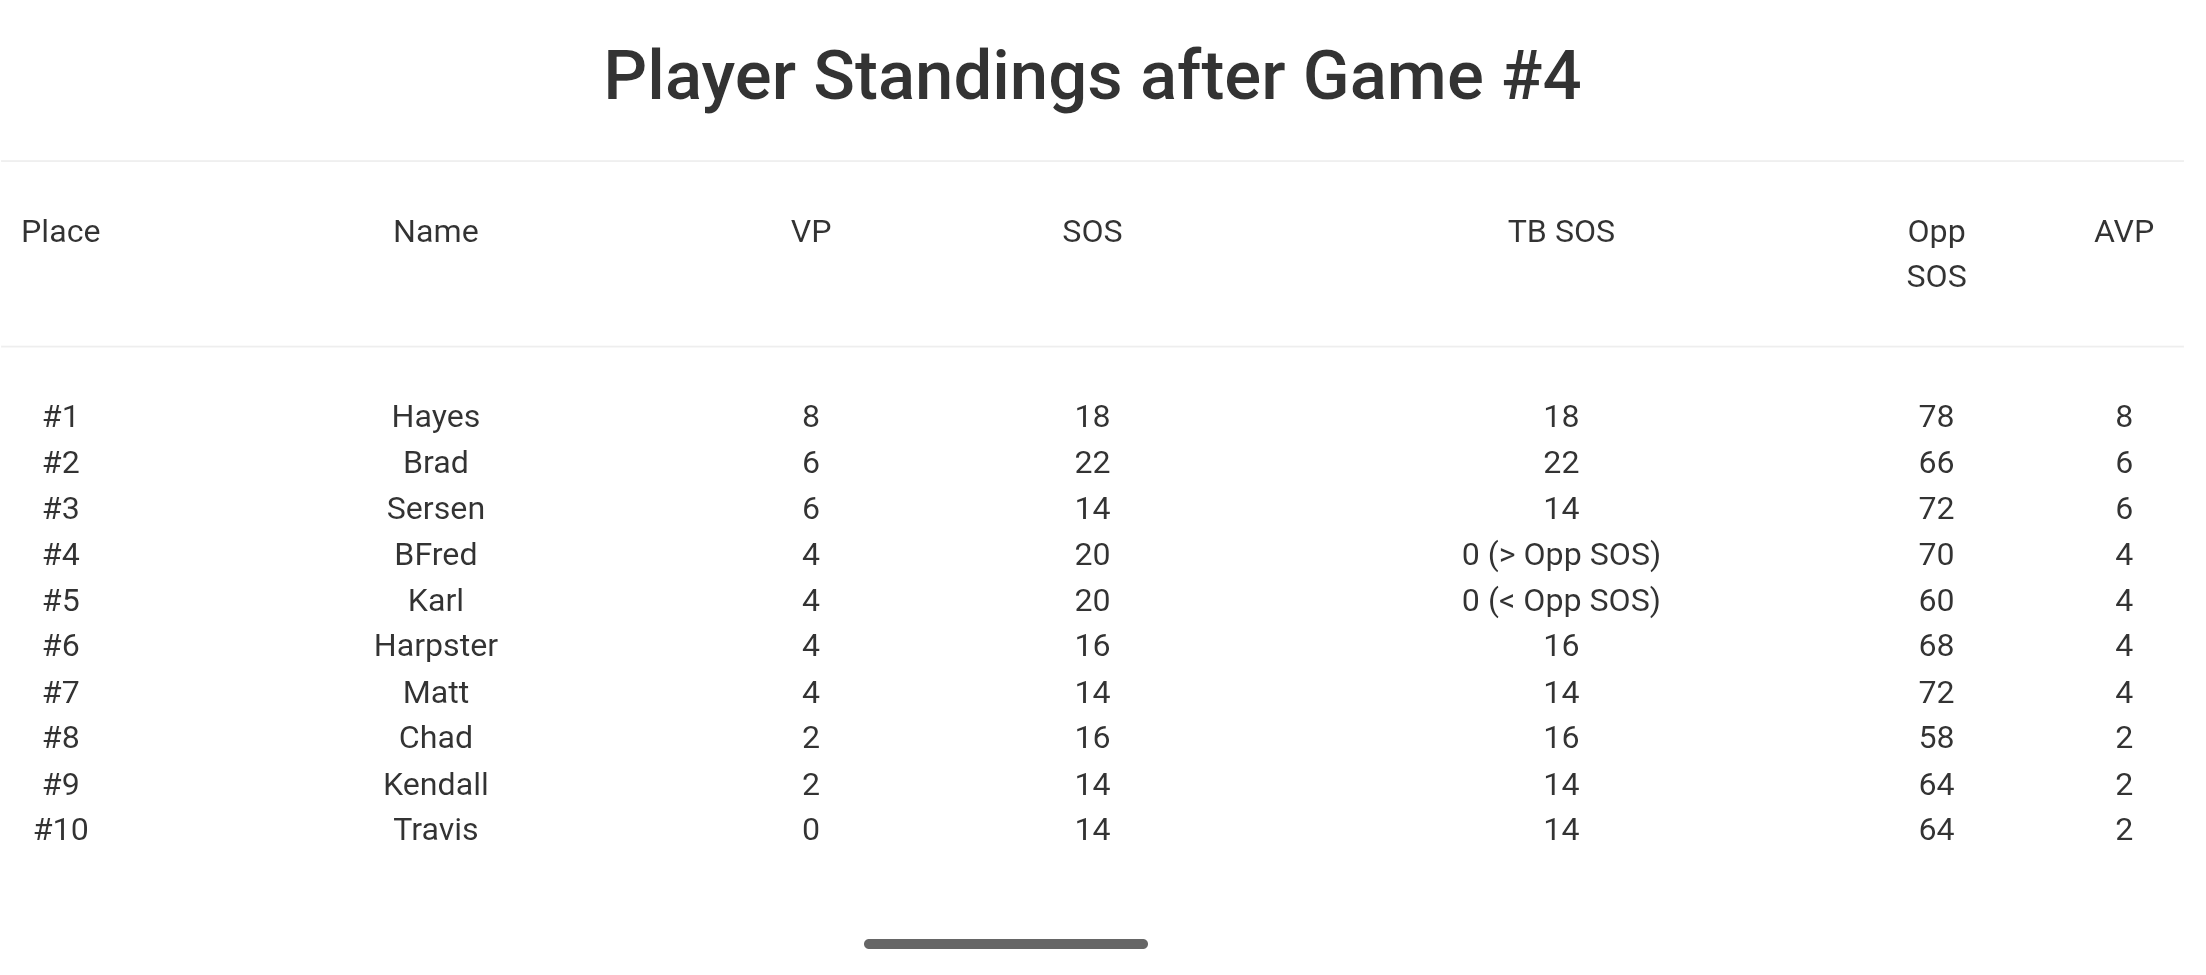 Player Standings after Game #4
Place Name VP SOS TB SOS Opp SOS AVP
#1 Hayes 8 18 18 78 8
#2 Brad 6 22 22 66 6
#3 Sersen 6 14 14 72 6
#4 BFred 4 20 0 (> Opp SOS) 70 4
#5 Karl 4 20 0 (< Opp SOS) 60 4
#6 Harpster 4 16 16 68 4
#7 Matt 4 14 14 72 4
#8 Chad 2 16 16 58 2
#9 Kendall 2 14 14 64 2
#10 Travis 0 14 14 64 2